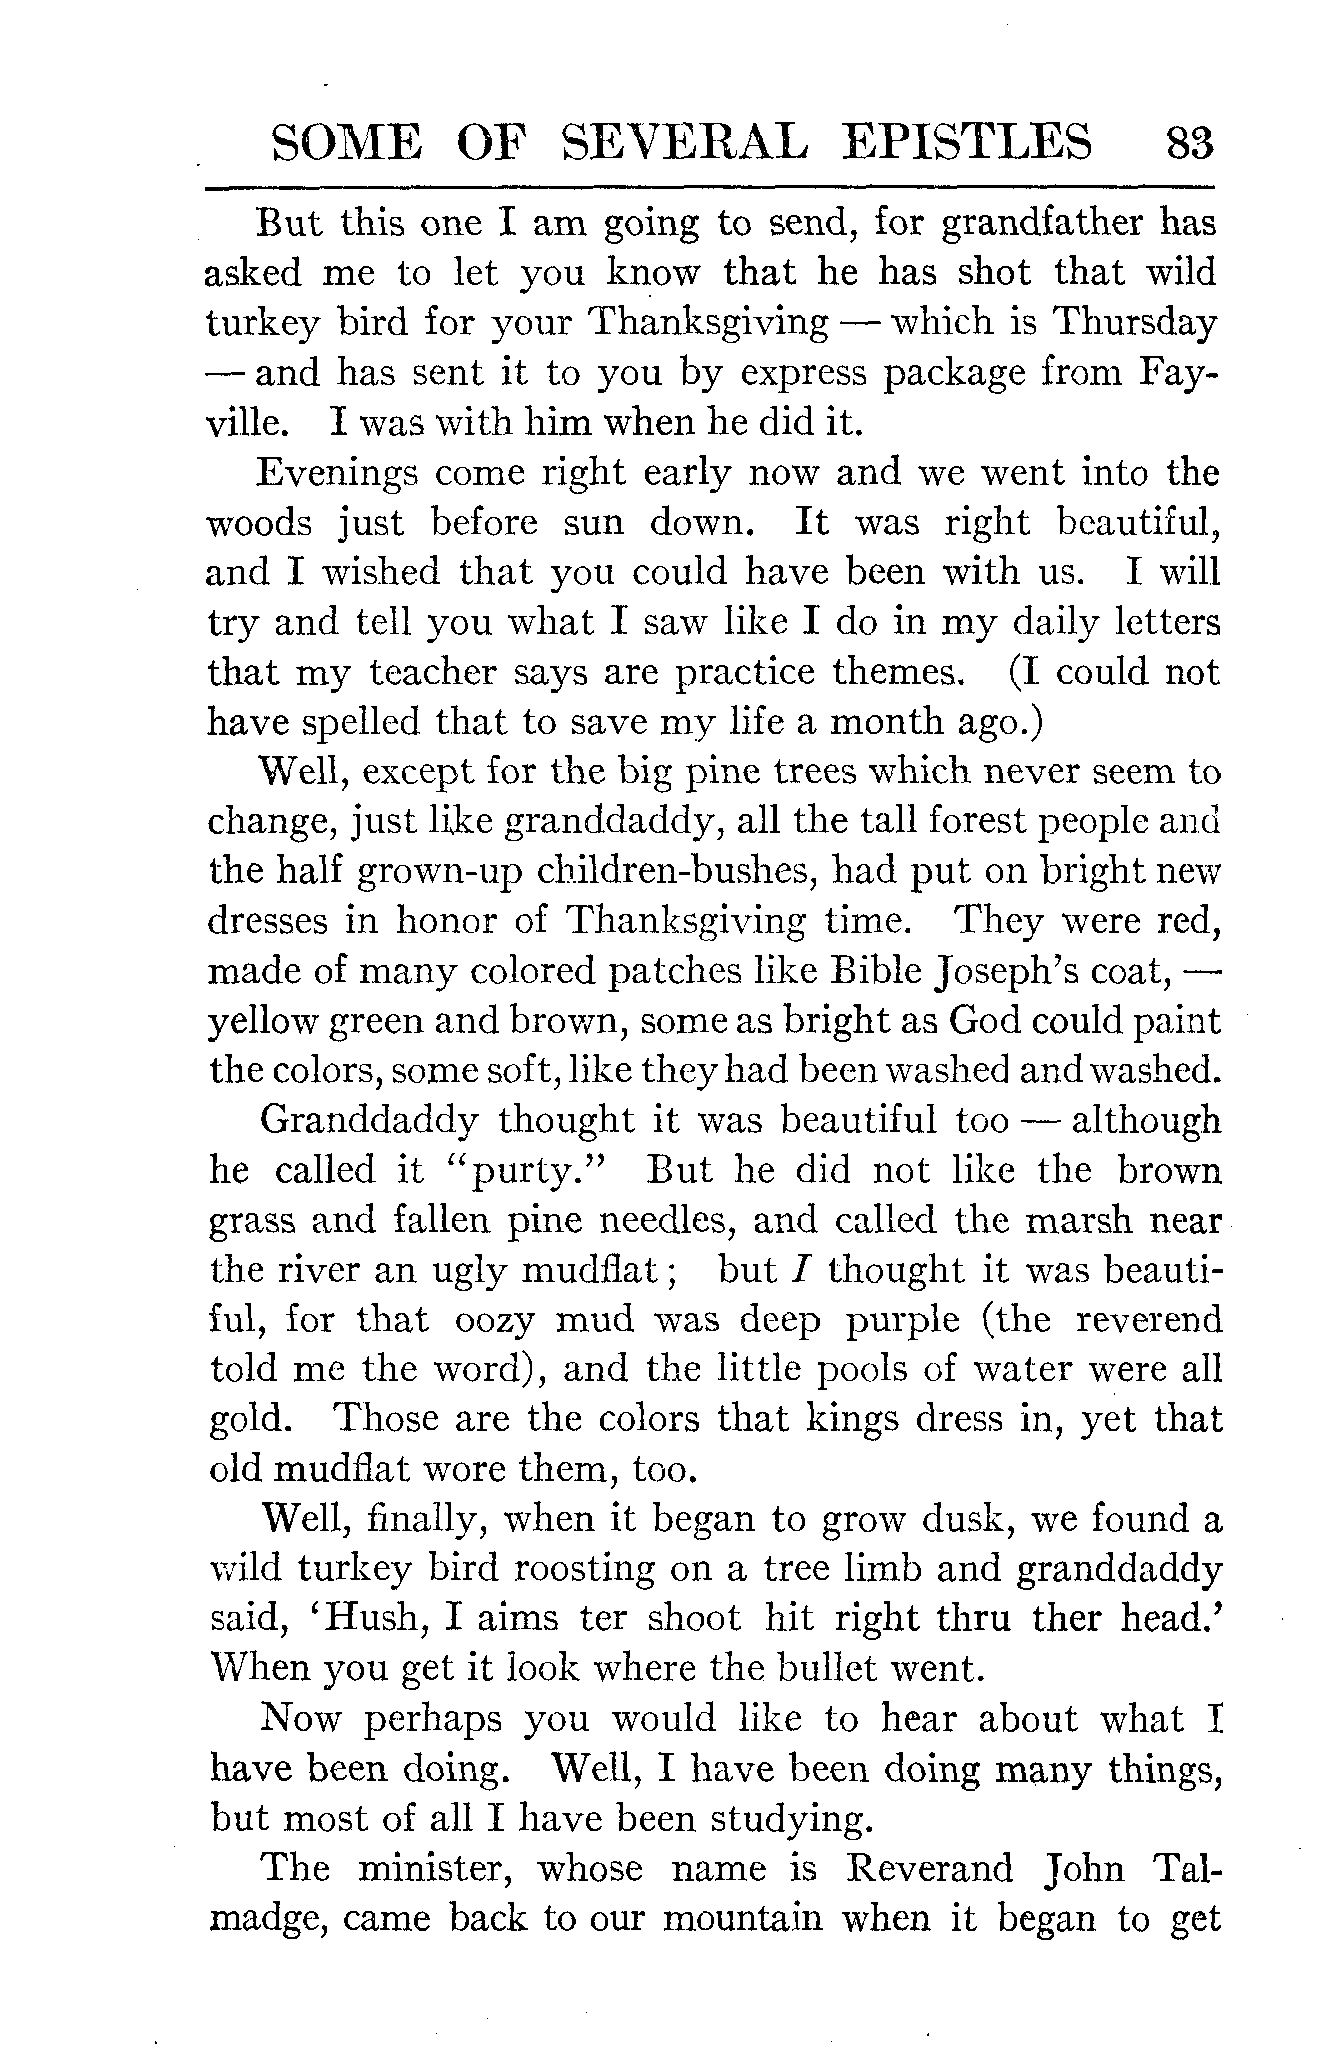 SOME OF SEVERAL EPISTLES 83
But this one I am going to send, for grandfather has
asked me to let you know that he has shot that wild
turkey bird for your Thanksgiving — which is Thursday
— and has sent it to you by express package from Fay-
ville. I was with him when he did it.
Evenings come right early now and we went into the
woods just before sun down. It was right beautiful,
and I wished that you could have been with us. I will
try and tell you what I saw like I do in my daily letters
that my teacher says are practice themes. (I could not
have spelled that to save my life a month ago.)
Well, except for the big pine trees which never seem to
change, just like granddaddy, all the tall forest people and
the half grown-up children-bushes, had put on bright new
dresses in honor of Thanksgiving time. They were red,
made of many colored patches like Bible Joseph's coat, —
yellow green and brown, some as bright as God could paint
the colors, some soft, like they had been washed and washed.
Granddaddy thought it was beautiful too — although
he called it "purty." But he did not like the brown
grass and fallen pine needles, and called the marsh near
the river an ugly mudflat; but I thought it was beauti-
ful, for that oozy mud was deep purple (the reverend
told me the word), and the little pools of water were all
gold. Those are the colors that kings dress in, yet that
old mudflat wore them, too.
Well, finally, when it began to grow dusk, we found a
wild turkey bird roosting on a tree limb and granddaddy
said, 'Hush, I aims ter shoot hit right thru ther head.'
When you get it look where the bullet went.
Now perhaps you would like to hear about what I
have been doing. Well, I have been doing many things,
but most of all I have been studying.
The minister, whose name is Reverand John Tal-
madge, came back to our mountain when it began to get